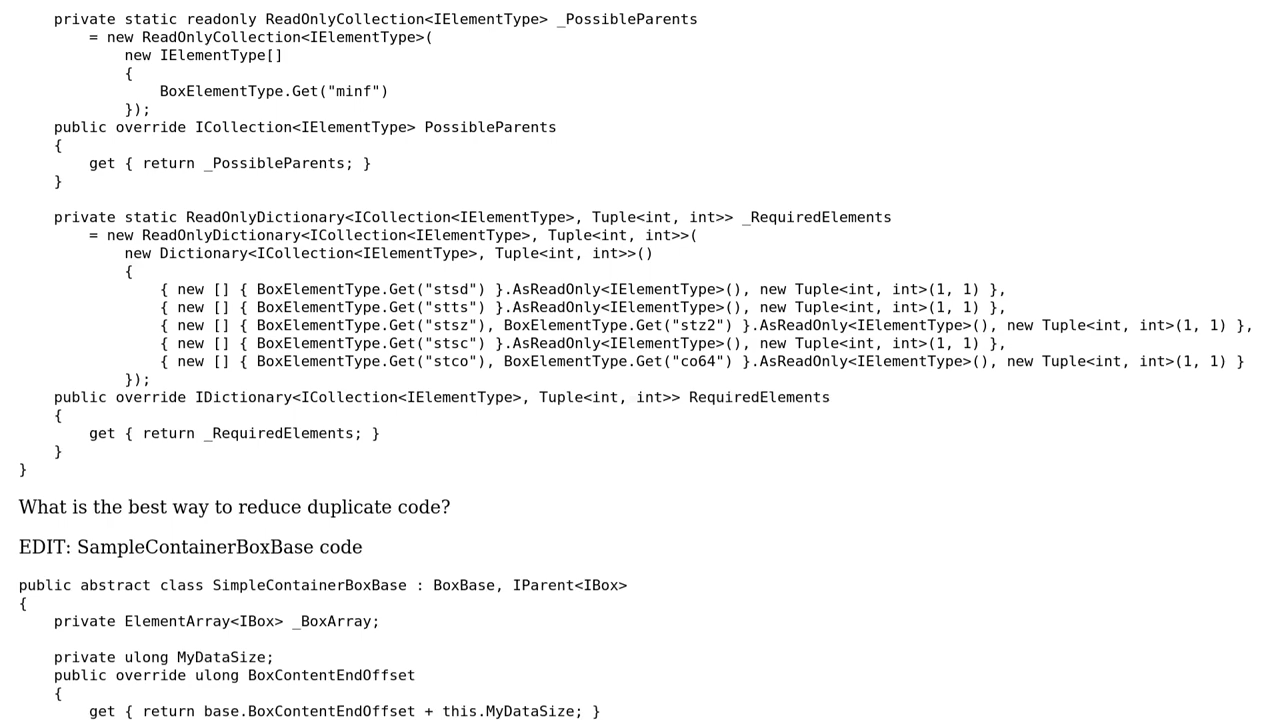 private static readonly ReadOnlyCollection<IElementType> _PossibleParents
        = new ReadOnlyCollection<IElementType>(
            new IElementType[]
            {
                BoxElementType.Get("minf")
            });
    public override ICollection<IElementType> PossibleParents
    {
        get { return _PossibleParents; }
    }

    private static ReadOnlyDictionary<ICollection<IElementType>, Tuple<int, int>> _RequiredElements
        = new ReadOnlyDictionary<ICollection<IElementType>, Tuple<int, int>>(
            new Dictionary<ICollection<IElementType>, Tuple<int, int>>()
            {
                { new [] { BoxElementType.Get("stsd") }.AsReadOnly<IElementType>(), new Tuple<int, int>(1, 1) },
                { new [] { BoxElementType.Get("stts") }.AsReadOnly<IElementType>(), new Tuple<int, int>(1, 1) },
                { new [] { BoxElementType.Get("stsz"), BoxElementType.Get("stz2") }.AsReadOnly<IElementType>(), new Tuple<int, int>(1, 1) },
                { new [] { BoxElementType.Get("stsc") }.AsReadOnly<IElementType>(), new Tuple<int, int>(1, 1) },
                { new [] { BoxElementType.Get("stco"), BoxElementType.Get("co64") }.AsReadOnly<IElementType>(), new Tuple<int, int>(1, 1) }
            });
    public override IDictionary<ICollection<IElementType>, Tuple<int, int>> RequiredElements
    {
        get { return _RequiredElements; }
    }
}
What is the best way to reduce duplicate code?
EDIT: SampleContainerBoxBase code
public abstract class SimpleContainerBoxBase : BoxBase, IParent<IBox>
{
    private ElementArray<IBox> _BoxArray;

    private ulong MyDataSize;
    public override ulong BoxContentEndOffset
    {
        get { return base.BoxContentEndOffset + this.MyDataSize; }